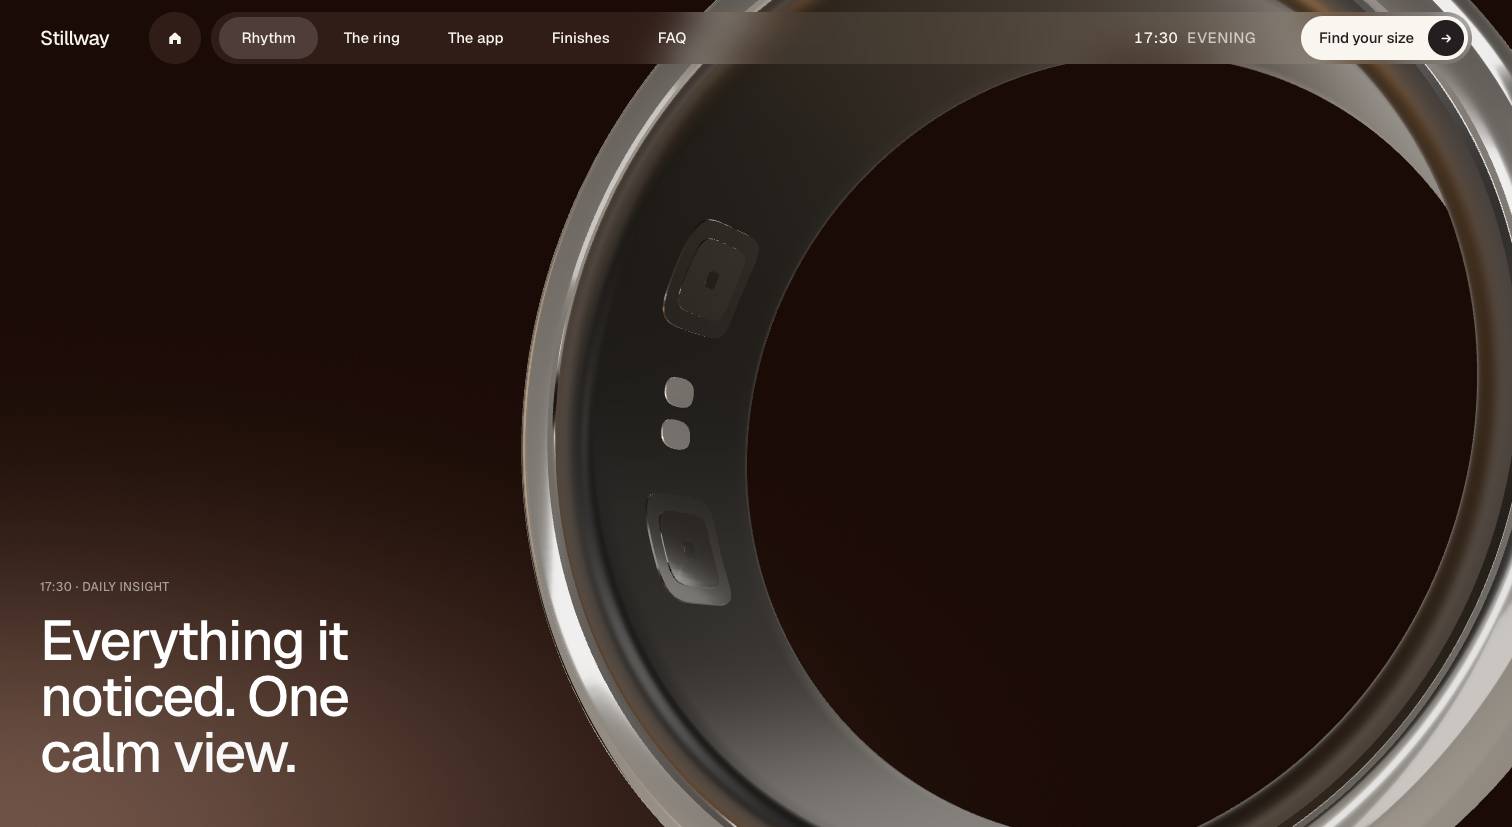 Stillway
Rhythm
The ring
The app
Finishes
FAQ
17:30 EVENING
Find your size
17:30 · DAILY INSIGHT
Everything it
noticed. One
calm view.